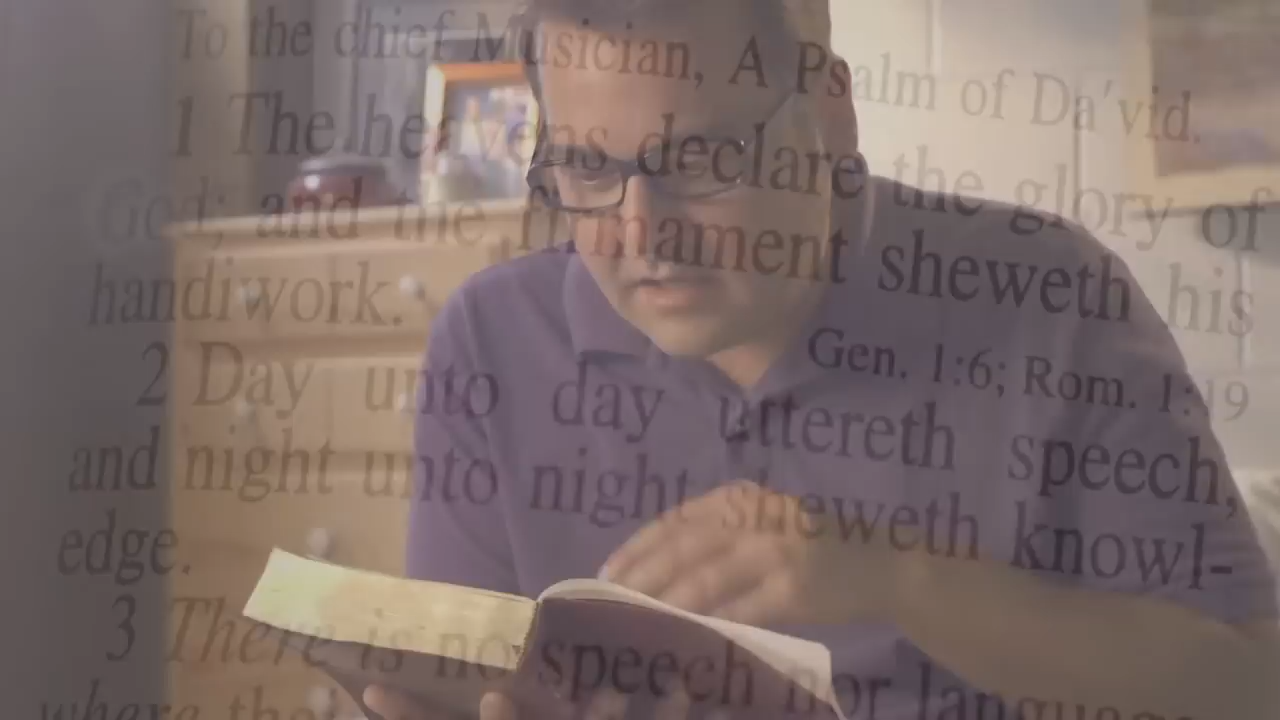 To the chief Musician, A Psalm of Da′vid.
1 The heavens declare the glory of
God; and the firmament sheweth his
handiwork.
Gen. 1:6; Rom. 1:19
2 Day unto day uttereth speech,
and night unto night sheweth knowl-
edge.
3 There is no speech nor language
where